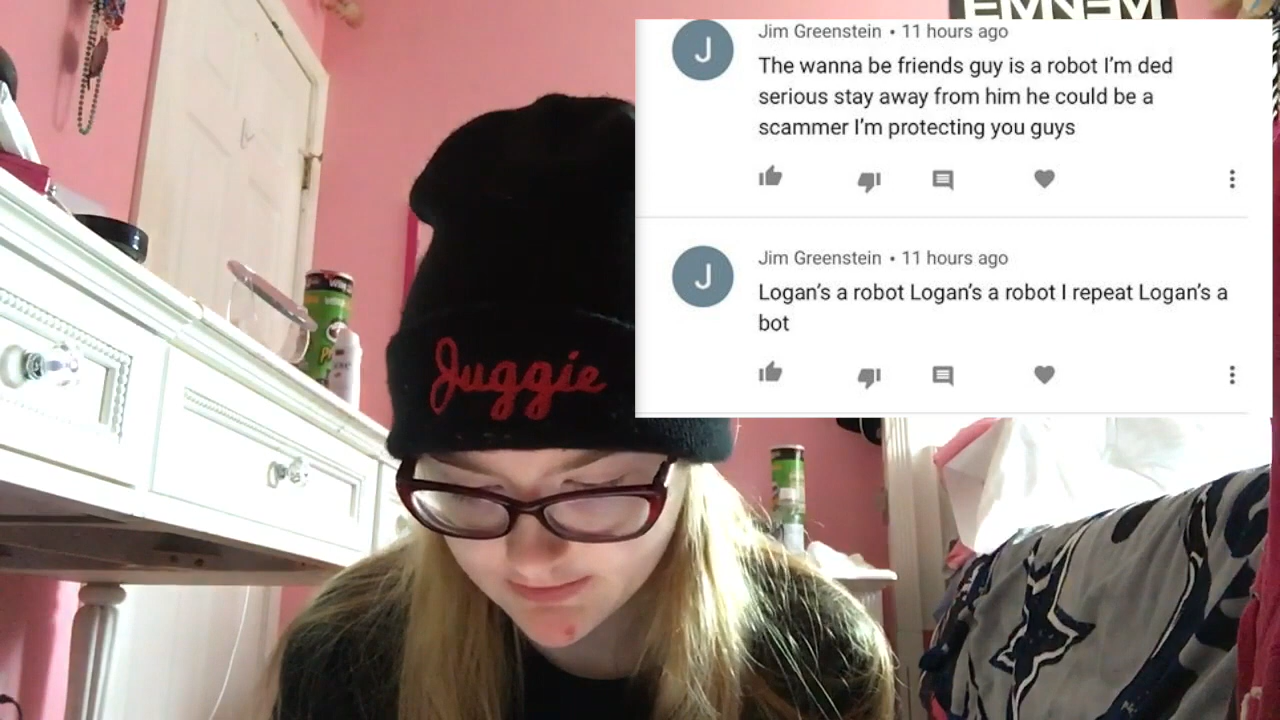 EMINEM
Jim Greenstein • 11 hours ago
J
The wanna be friends guy is a robot I’m ded
serious stay away from him he could be a
scammer I’m protecting you guys
Jim Greenstein • 11 hours ago
J
Logan’s a robot Logan’s a robot I repeat Logan’s a
bot
Juggie